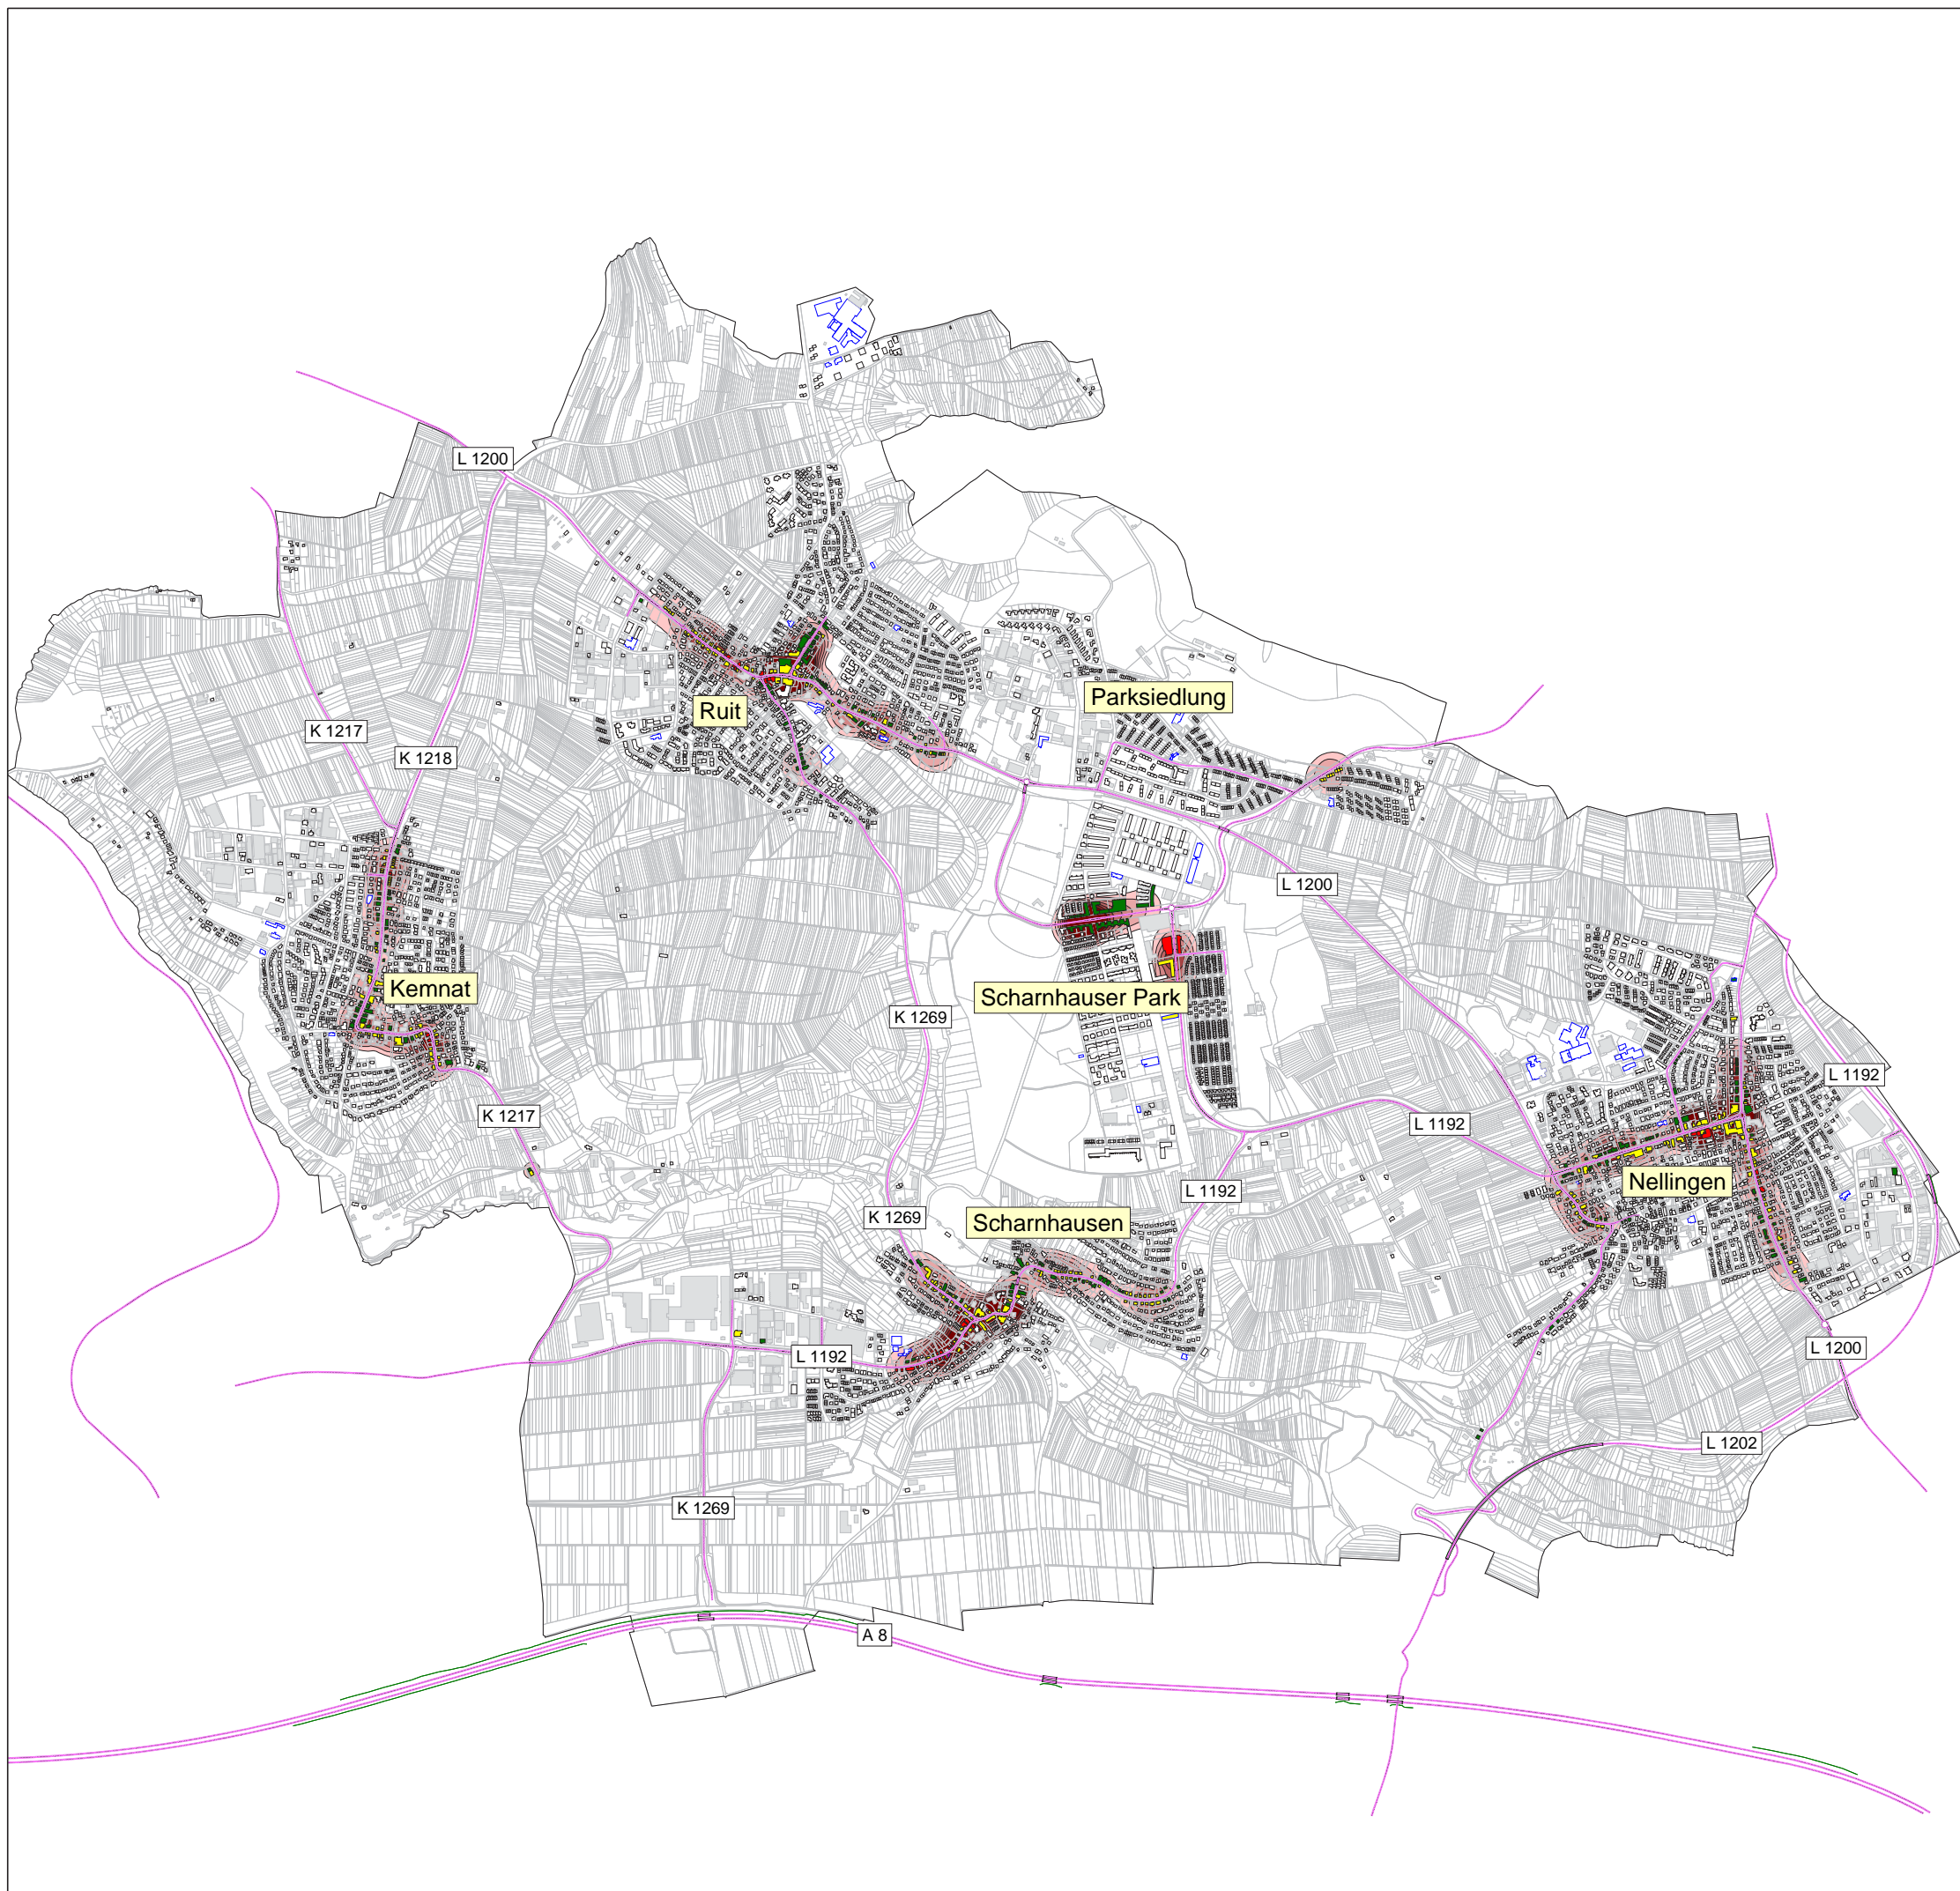 L 1200
Parksiedlung
Ruit
K 1217
K 1218
L 1200
Kemnat
Scharnhauser Park
K 1269
L 1192
K 1217
L 1192
Nellingen
L 1192
K 1269
Scharnhausen
L 1200
L 1192
L 1202
K 1269
A 8